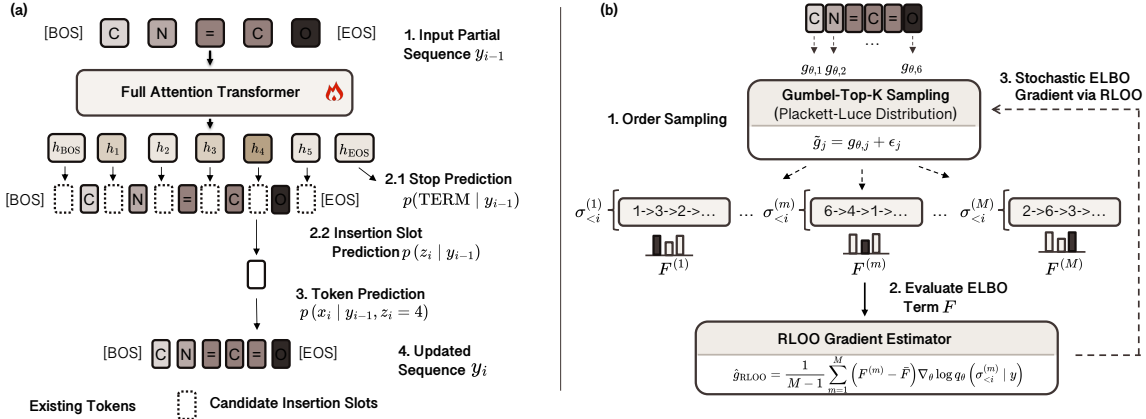 (a)
[BOS] C N = C O [EOS]
1. Input Partial
Sequence y_{i-1}
Full Attention Transformer
h_BOS h_1 h_2 h_3 h_4 h_5 h_EOS
[BOS] C N = C O [EOS]
2.1 Stop Prediction
p(TERM | y_{i-1})
2.2 Insertion Slot
Prediction p(z_i | y_{i-1})
3. Token Prediction
p(x_i | y_{i-1}, z_i = 4)
[BOS] C N = C = O [EOS]
4. Updated
Sequence y_i
Existing Tokens
Candidate Insertion Slots
(b)
C N = C = O
...
g_{θ,1} g_{θ,2} g_{θ,6}
Gumbel-Top-K Sampling
(Plackett-Luce Distribution)
g̃_j = g_{θ,j} + ϵ_j
1. Order Sampling
3. Stochastic ELBO
Gradient via RLOO
σ_{<i}^{(1)} 1->3->2->... ... σ_{<i}^{(m)} 6->4->1->... ... σ_{<i}^{(M)} 2->6->3->...
F^{(1)} F^{(m)} F^{(M)}
2. Evaluate ELBO
Term F
RLOO Gradient Estimator
ĝ_RLOO = \frac{1}{M-1} \sum_{m=1}^{M} (F^{(m)} - F̄) ∇_θ log q_θ (σ_{<i}^{(m)} | y)